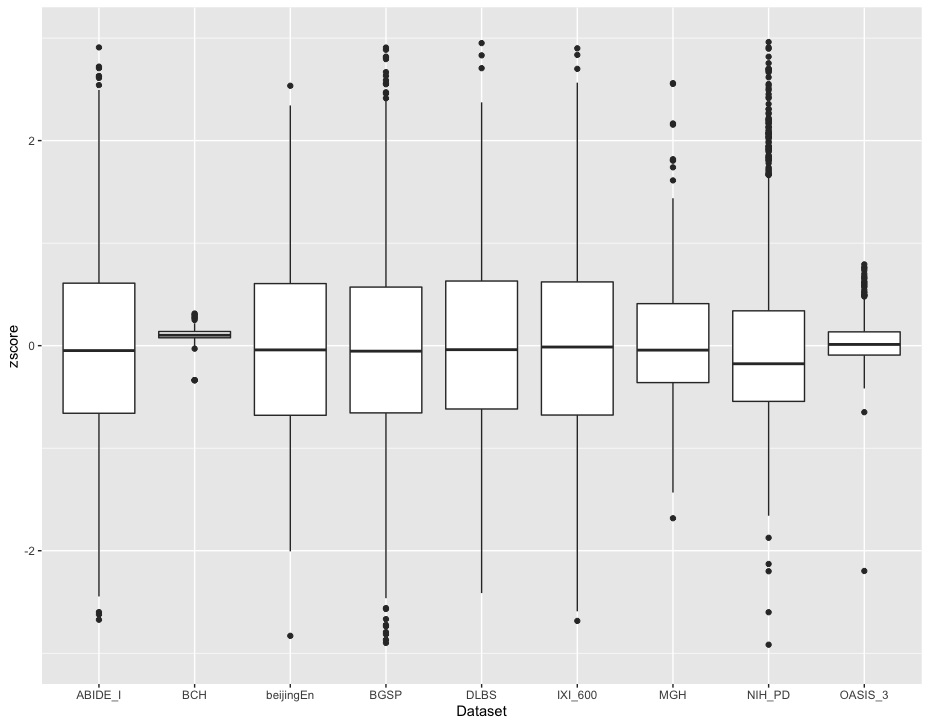 zscore
2
0
-2
ABIDE_I BCH beijingEn BGSP DLBS IXI_600 MGH NIH_PD OASIS_3
Dataset